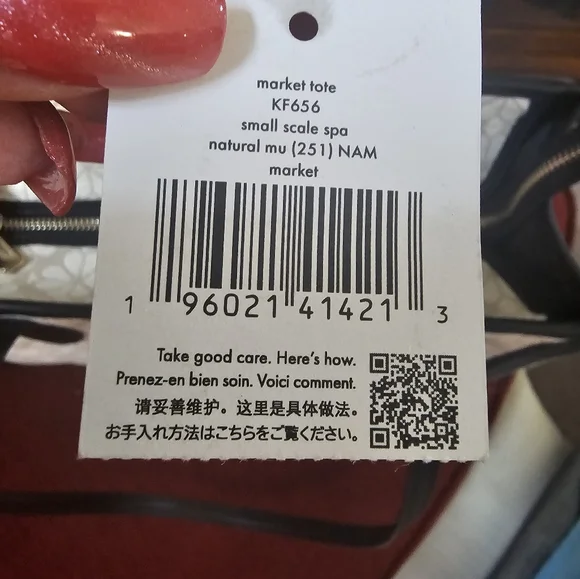 market tote
KF656
small scale spa
natural mu (251) NAM
market
1 96021 41421 3
Take good care. Here's how.
Prenez-en bien soin. Voici comment.
请妥善维护。这里是具体做法。
お手入れ方法はこちらをご覧ください。